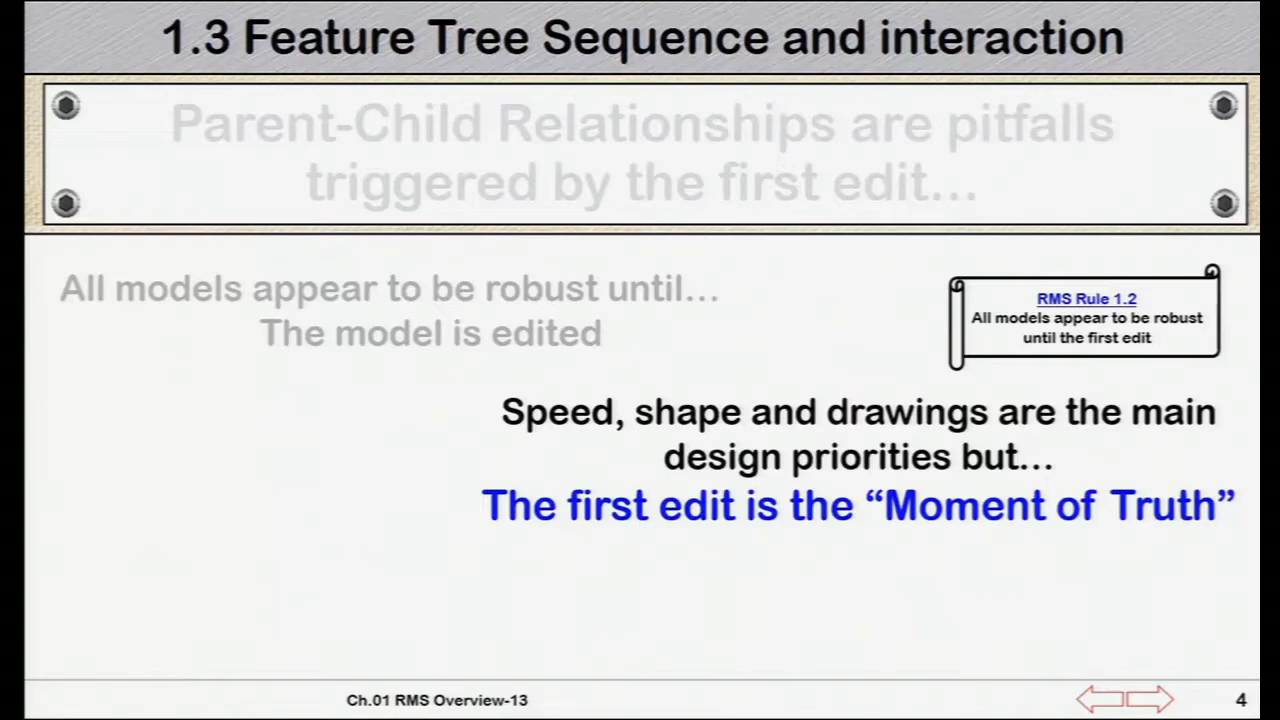 1.3 Feature Tree Sequence and interaction
Parent-Child Relationships are pitfalls
triggered by the first edit...
All models appear to be robust until...
The model is edited
RMS Rule 1.2
All models appear to be robust
until the first edit
Speed, shape and drawings are the main
design priorities but...
The first edit is the “Moment of Truth”
Ch.01 RMS Overview-13
4